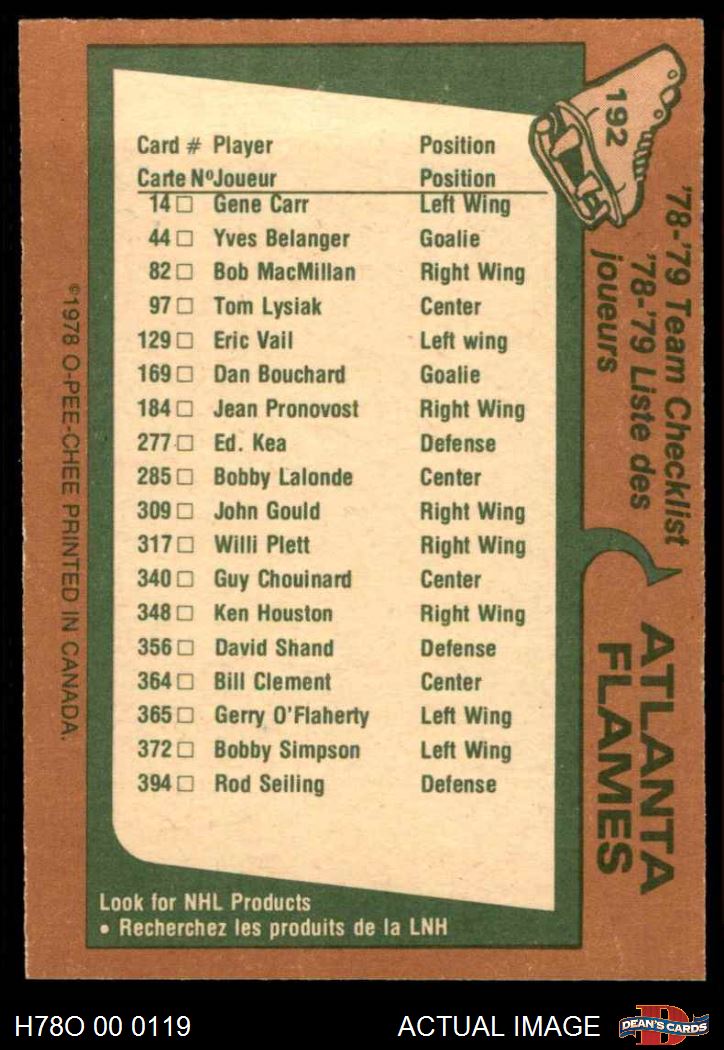 192
'78-'79 Team Checklist
'78-'79 Liste des
joueurs
ATLANTA
FLAMES
Card # Player Position
Carte Nº Joueur Position
14 □ Gene Carr Left Wing
44 □ Yves Belanger Goalie
82 □ Bob MacMillan Right Wing
97 □ Tom Lysiak Center
129 □ Eric Vail Left wing
169 □ Dan Bouchard Goalie
184 □ Jean Pronovost Right Wing
277 □ Ed. Kea Defense
285 □ Bobby Lalonde Center
309 □ John Gould Right Wing
317 □ Willi Plett Right Wing
340 □ Guy Chouinard Center
348 □ Ken Houston Right Wing
356 □ David Shand Defense
364 □ Bill Clement Center
365 □ Gerry O'Flaherty Left Wing
372 □ Bobby Simpson Left Wing
394 □ Rod Seiling Defense
Look for NHL Products
• Recherchez les produits de la LNH
©1978 O-PEE-CHEE PRINTED IN CANADA.
H78O 00 0119 ACTUAL IMAGE
D
DEAN'S CARDS